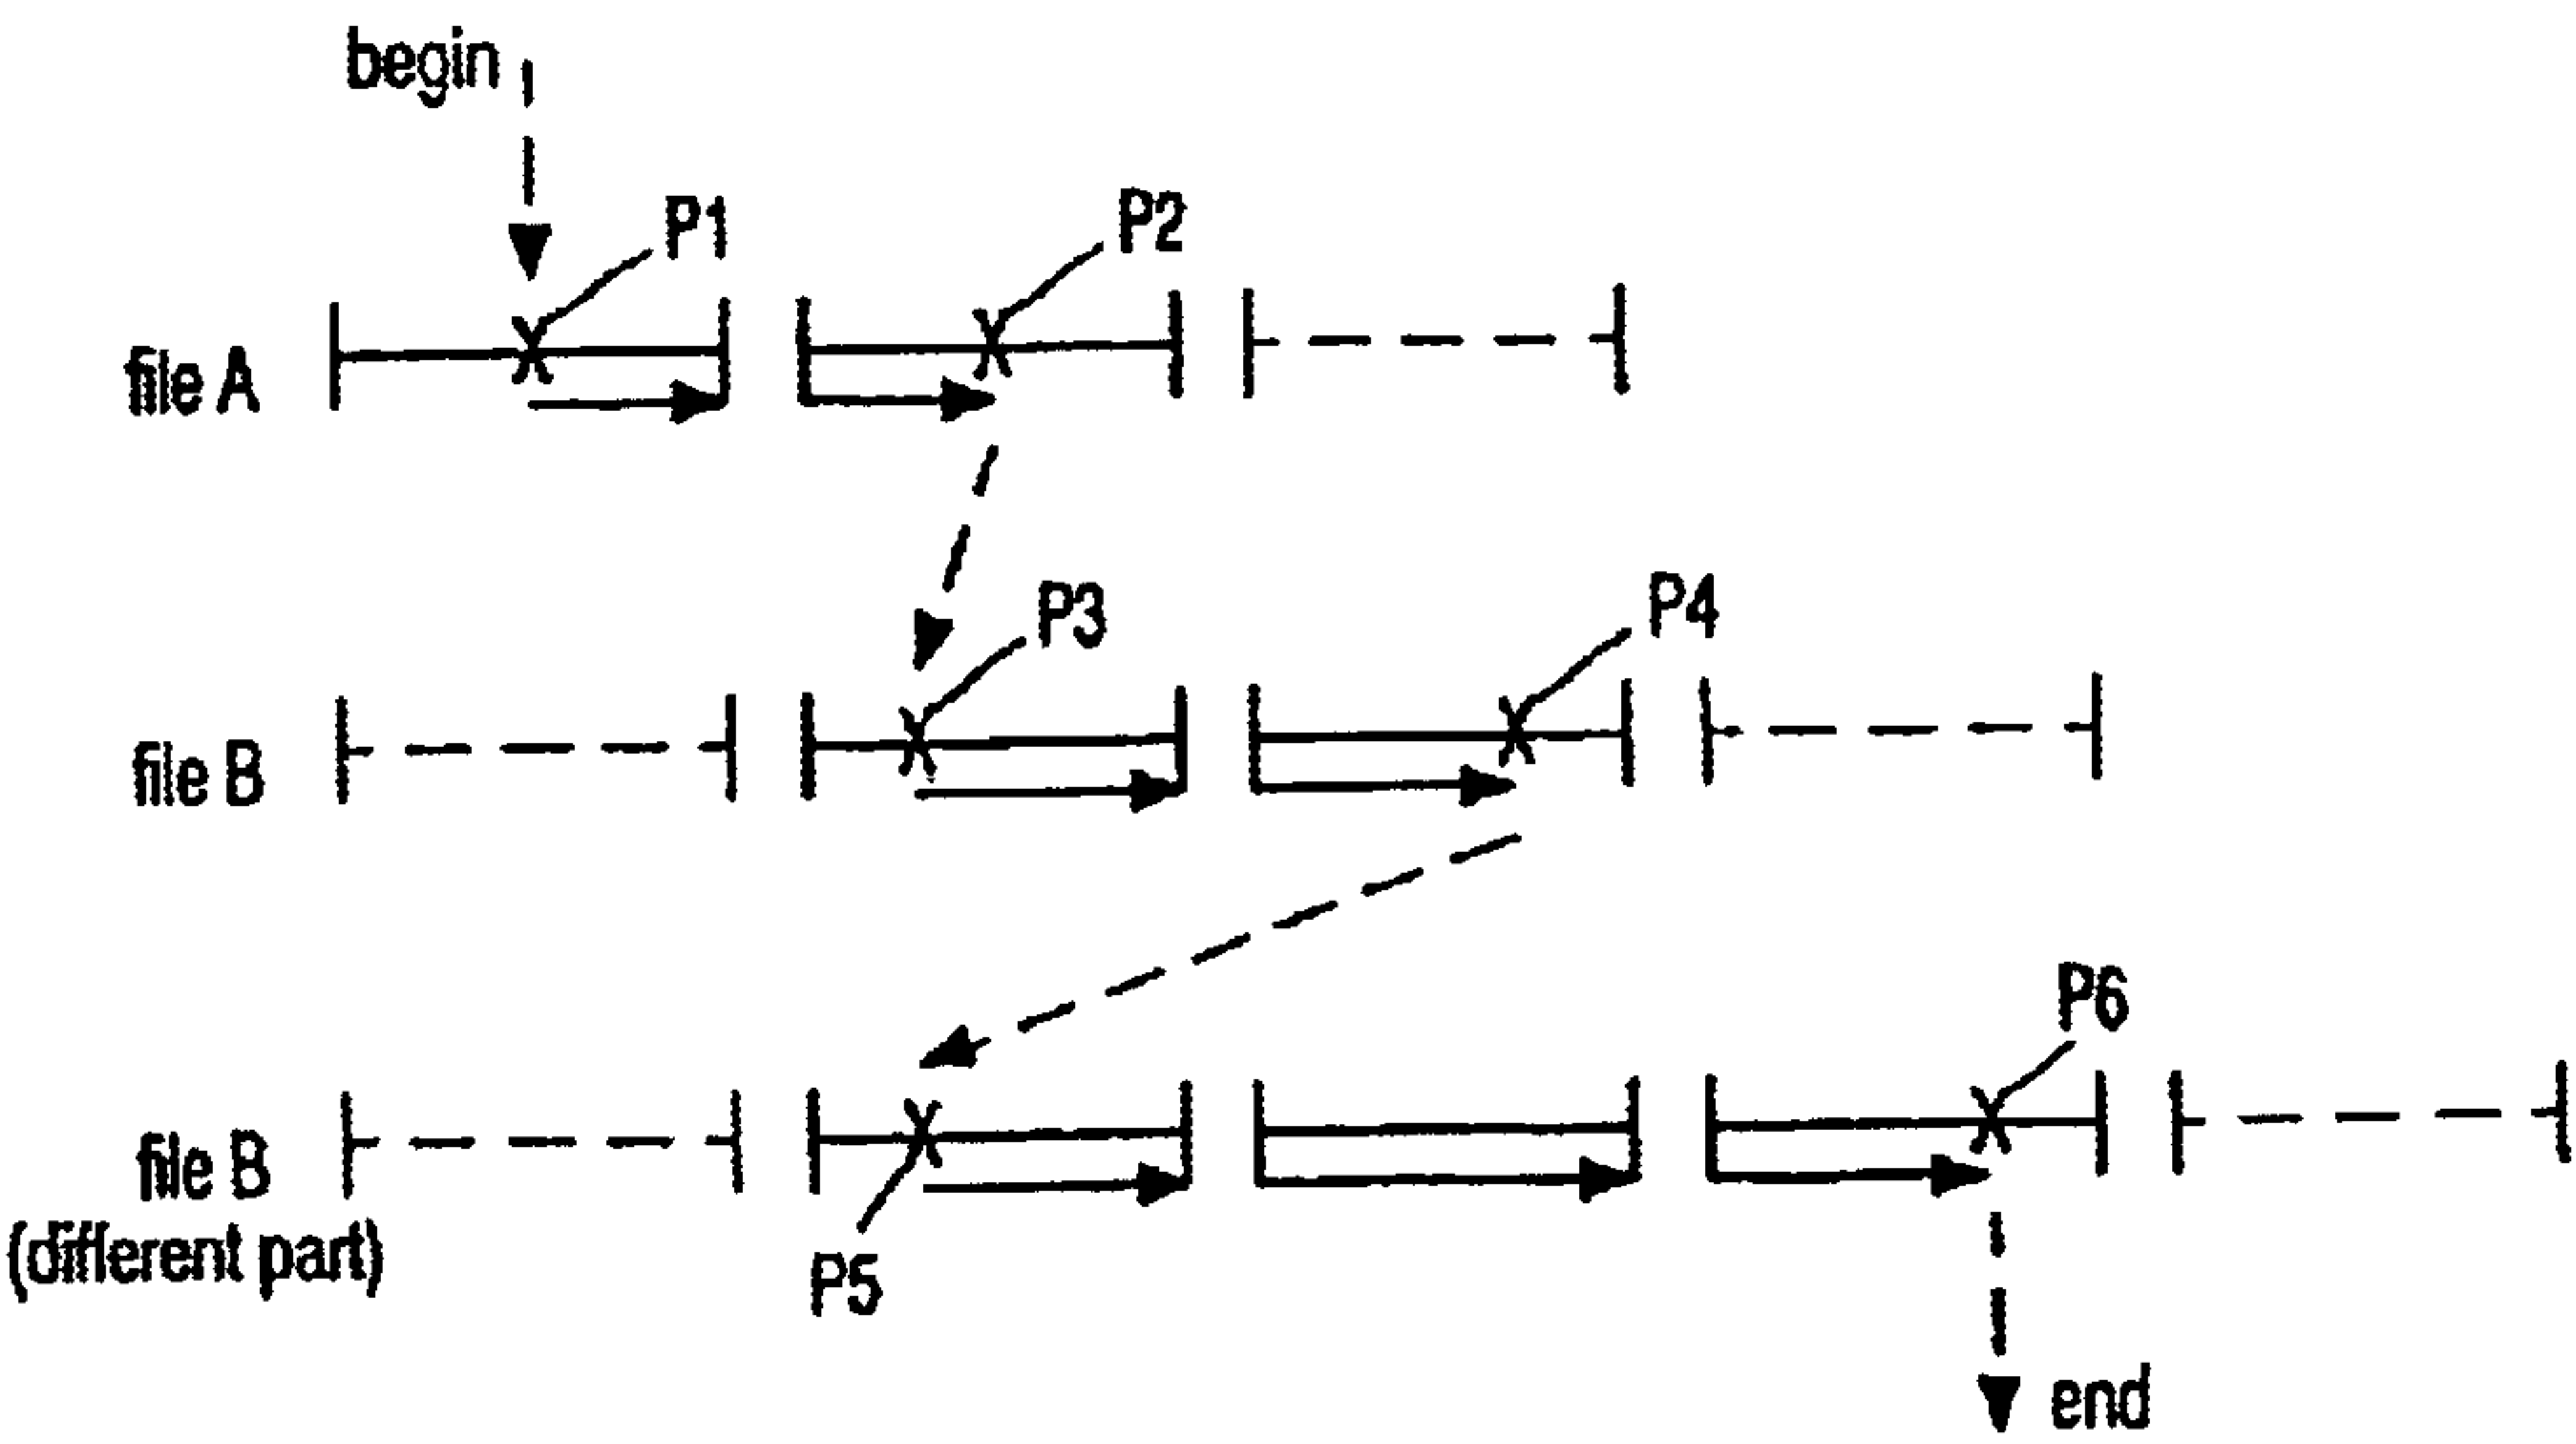 begin
P1
P2
file A
P3
P4
file B
P6
file B
(different part)
P5
end